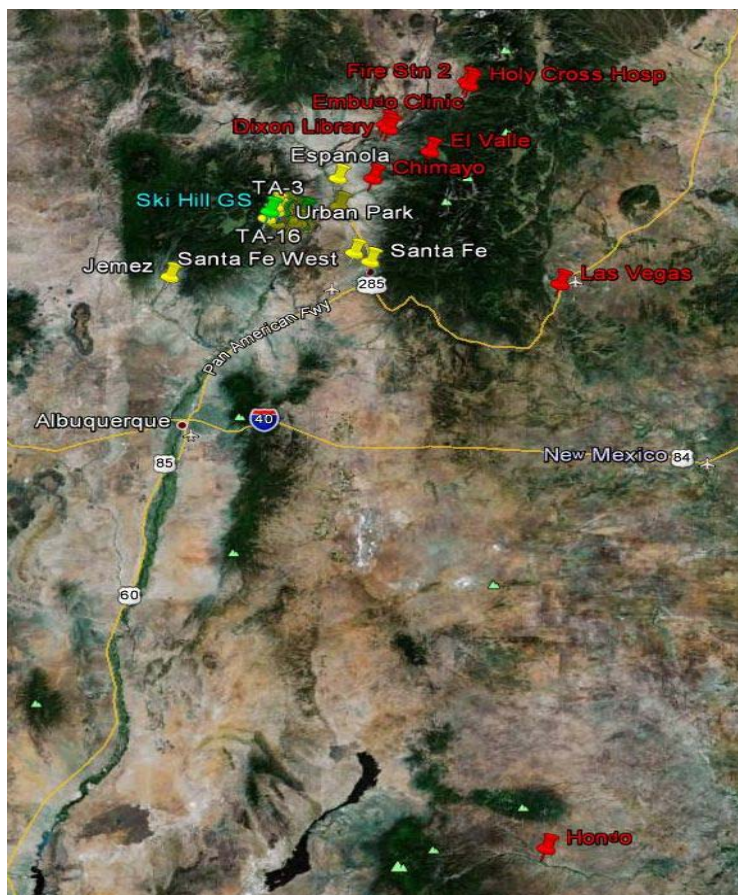 Fire Stn 2
Holy Cross Hosp
Embudo Clinic
Dixon Library
El Valle
Espanola
Chimayo
TA-3
Ski Hill GS
Urban Park
TA-16
Santa Fe West
Santa Fe
Jemez
285
Las Vegas
Pan American Fwy
40
Albuquerque
85
New Mexico
84
60
Hondo